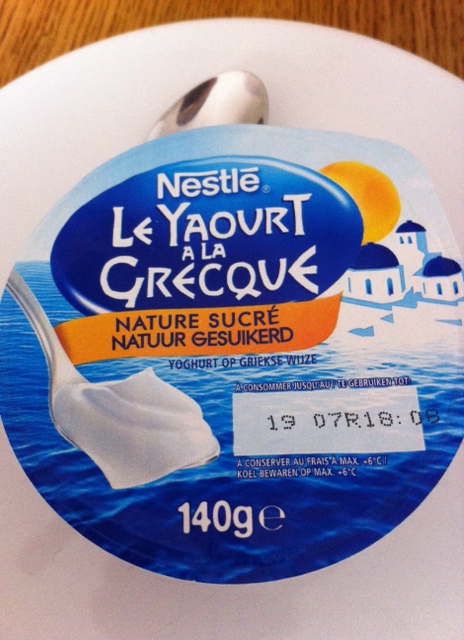 Nestlé®
LE YAOURT
A LA
GRECQUE
NATURE SUCRÉ
NATUUR GESUIKERD
YOGHURT OP GRIEKSE WIJZE
A CONSOMMER JUSQU'AU / TE GEBRUIKEN TOT
19 07R18:08
A CONSERVER AU FRAIS A MAX. +6°C /
KOEL BEWAREN OP MAX. +6°C
140g e